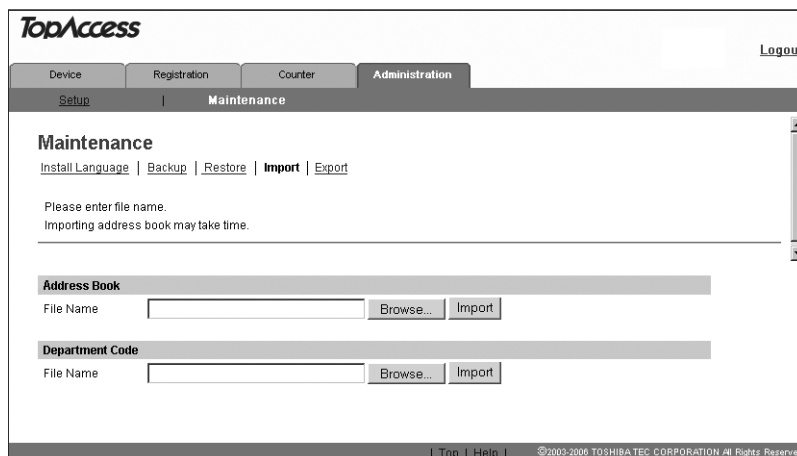 TopAccess
Logou
Device Registration Counter Administration
Setup | Maintenance
Maintenance
Install Language | Backup | Restore | Import | Export
Please enter file name.
Importing address book may take time.
Address Book
File Name Browse... Import
Department Code
File Name Browse... Import
| Top | Help | ©2003-2006 TOSHIBA TEC CORPORATION All Rights Reserve